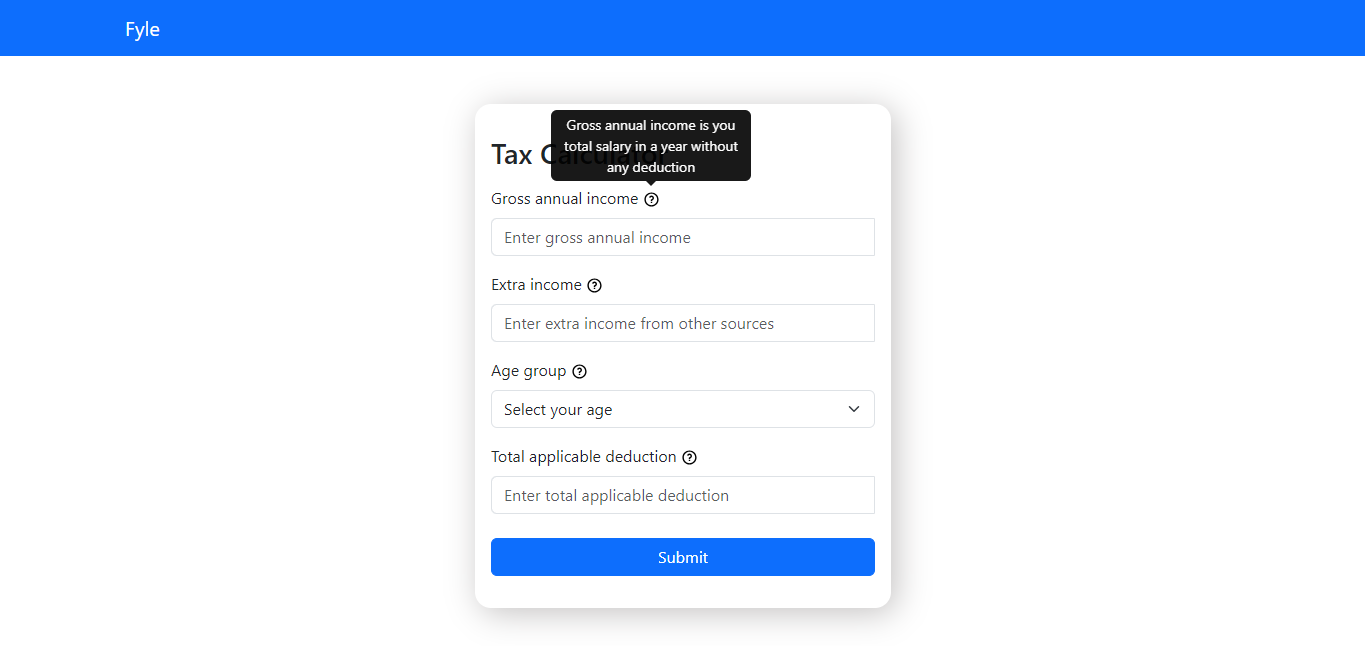 Fyle
Gross annual income is you
total salary in a year without
any deduction
Tax Calculator
Gross annual income
Enter gross annual income
Extra income
Enter extra income from other sources
Age group
Select your age
Total applicable deduction
Enter total applicable deduction
Submit